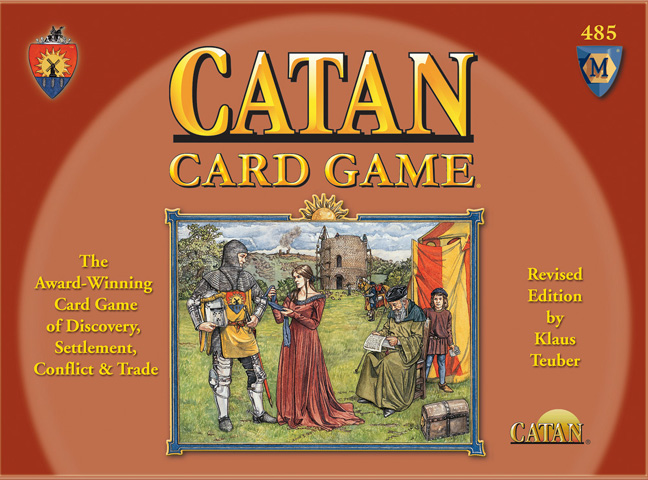 485
M
CATAN
CARD GAME®
The
Award-Winning
Card Game
of Discovery,
Settlement,
Conflict & Trade
Revised
Edition
by
Klaus
Teuber
CATAN®